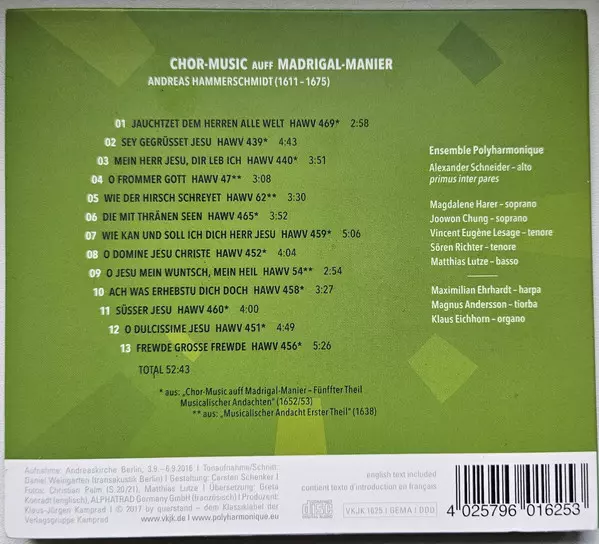 CHOR-MUSIC AUFF MADRIGAL-MANIER
ANDREAS HAMMERSCHMIDT (1611 – 1675)
01 JAUCHTZET DEM HERREN ALLE WELT HAWV 469* 2:58
02 SEY GEGRÜSSET JESU HAWV 439* 4:43
03 MEIN HERR JESU, DIR LEB ICH HAWV 440* 3:51
04 O FROMMER GOTT HAWV 47** 3:08
05 WIE DER HIRSCH SCHREYET HAWV 62** 3:30
06 DIE MIT THRÄNEN SEEN HAWV 465* 3:52
07 WIE KAN UND SOLL ICH DICH HERR JESU HAWV 459* 5:06
08 O DOMINE JESU CHRISTE HAWV 452* 4:04
09 O JESU MEIN WUNTSCH, MEIN HEIL HAWV 54** 2:54
10 ACH WAS ERHEBSTU DICH DOCH HAWV 458* 3:27
11 SÜSSER JESU HAWV 460* 4:00
12 O DULCISSIME JESU HAWV 451* 4:49
13 FREWDE GROSSE FREWDE HAWV 456* 5:26
TOTAL 52:43
* aus: „Chor-Music auff Madrigal-Manier – Fünffter Theil
Musicalischer Andachten" (1652/53)
** aus: „Musicalischer Andacht Erster Theil" (1638)
Ensemble Polyharmonique
Alexander Schneider – alto
primus inter pares
Magdalene Harer – soprano
Joowon Chung – soprano
Vincent Eugène Lesage – tenore
Sören Richter – tenore
Matthias Lutze – basso
Maximilian Ehrhardt – harpa
Magnus Andersson – tiorba
Klaus Eichhorn – organo
Aufnahme: Andreaskirche Berlin, 3.9. – 6.9.2016 | Tonaufnahme/Schnitt:
Daniel Weingarten (transakustik Berlin) | Gestaltung: Carsten Schenker |
Fotos: Christian Palm (S. 20/21), Matthias Lutze | Übersetzung: Greta
Konradt (englisch), ALPHATRAD Germany GmbH (französisch) | Produzent:
Klaus-Jürgen Kamprad | © 2017 by querstand – dem Klassiklabel der
Verlagsgruppe Kamprad
www.vkjk.de | www.polyharmonique.eu
english text included
contient texte d'introduction en français
COMPACT disc DIGITAL AUDIO
VKJK 1625 | GEMA | DDD
4 025796 016253